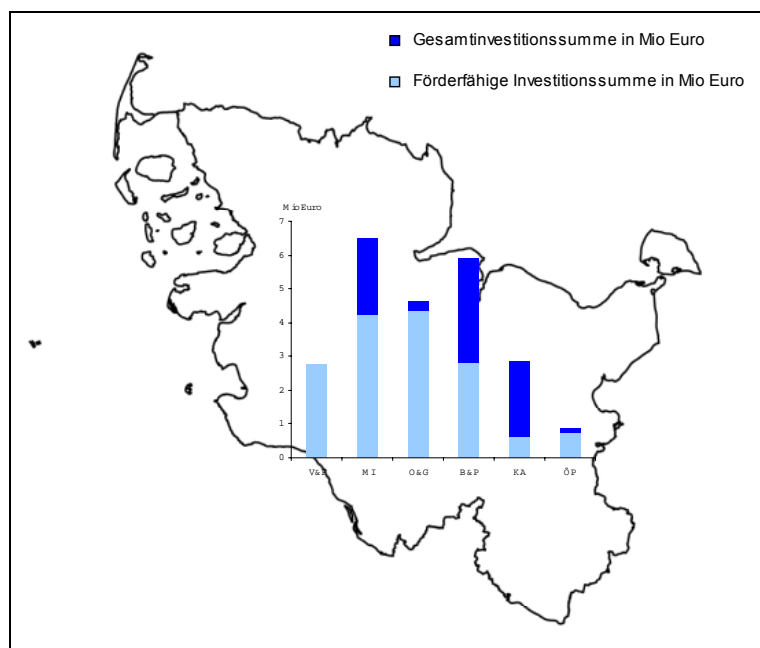 Gesamtinvestitionssumme in Mio Euro
Förderfähige Investitionssumme in Mio Euro
Mio Euro
7
6
5
4
3
2
1
0
MI O&G B&P KA ÖP